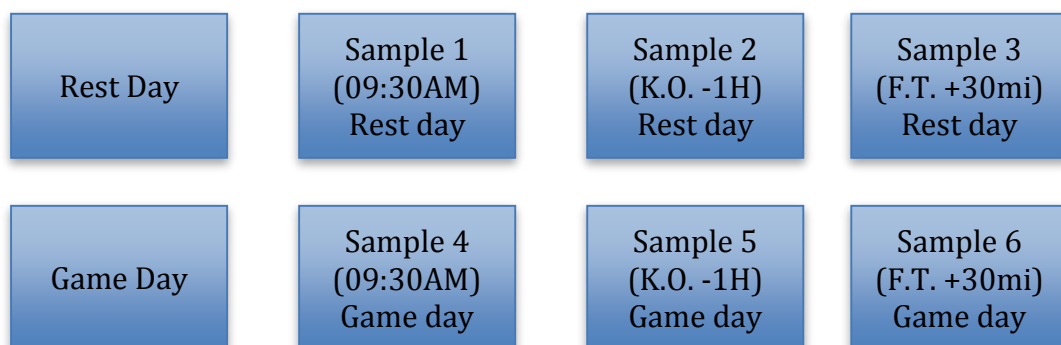 Rest Day
Sample 1
(09:30AM)
Rest day
Sample 2
(K.O. -1H)
Rest day
Sample 3
(F.T. +30mi)
Rest day
Game Day
Sample 4
(09:30AM)
Game day
Sample 5
(K.O. -1H)
Game day
Sample 6
(F.T. +30mi)
Game day